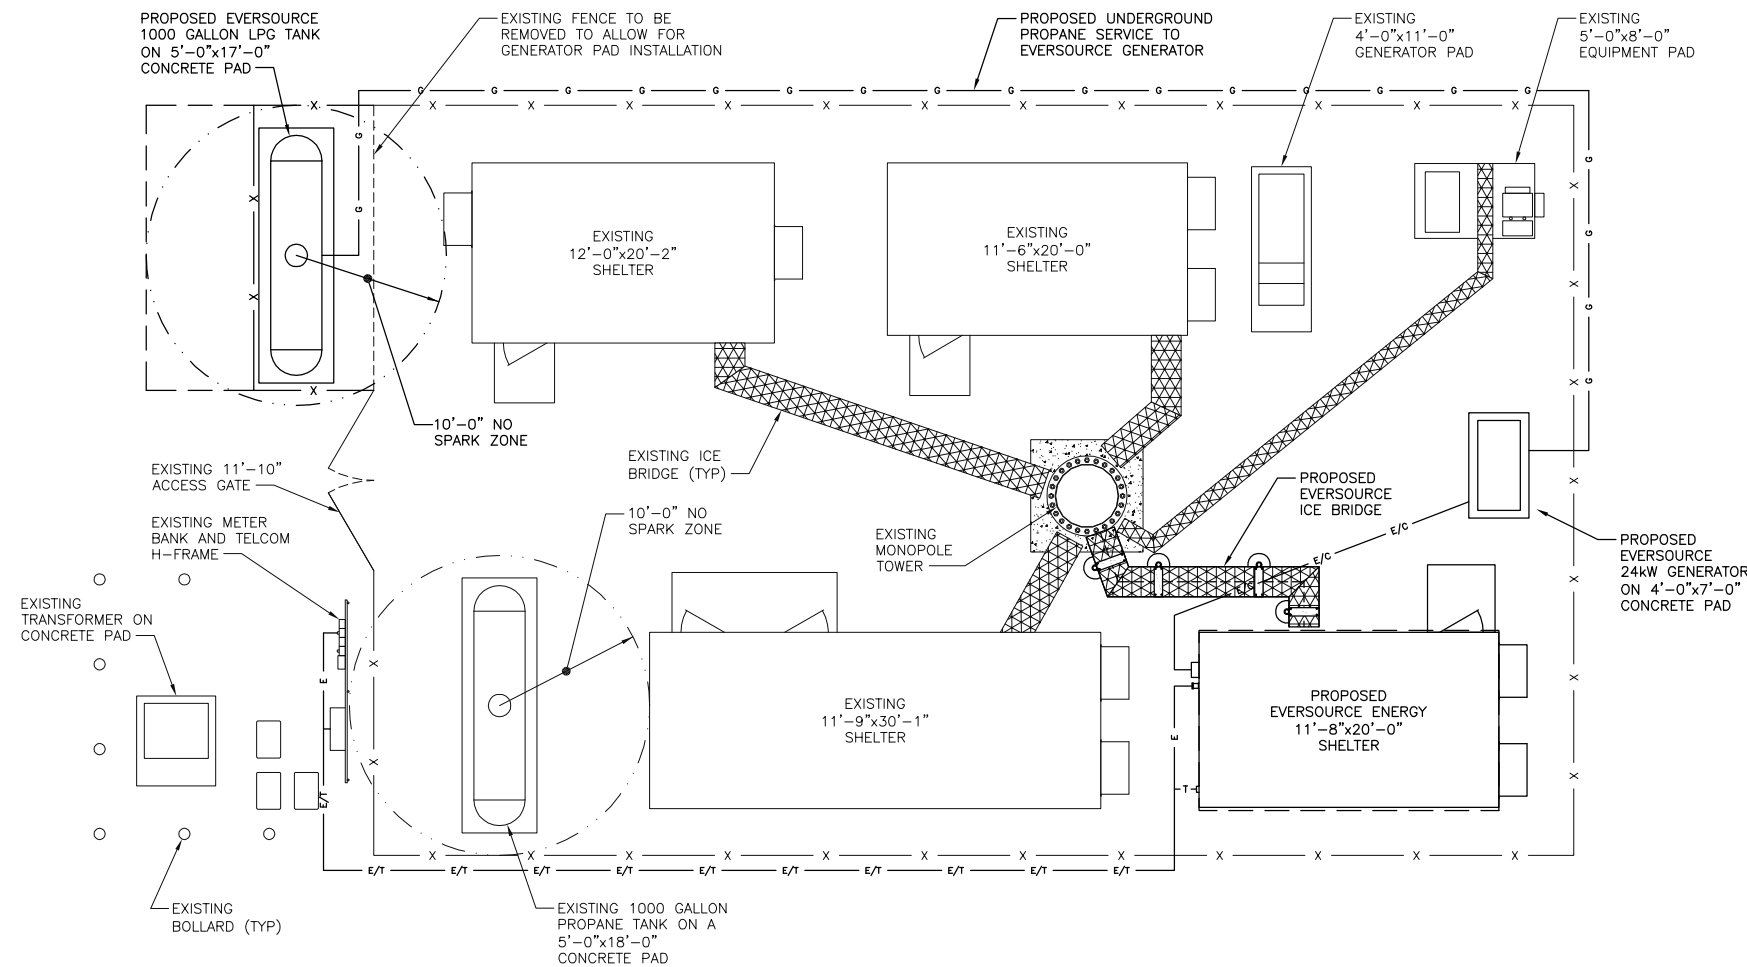 PROPOSED EVERSOURCE
1000 GALLON LPG TANK
ON 5'-0"x17'-0"
CONCRETE PAD
EXISTING FENCE TO BE
REMOVED TO ALLOW FOR
GENERATOR PAD INSTALLATION
PROPOSED UNDERGROUND
PROPANE SERVICE TO
EVERSOURCE GENERATOR
EXISTING
4'-0"x11'-0"
GENERATOR PAD
EXISTING
5'-0"x8'-0"
EQUIPMENT PAD
G G G G G G G G G G G G G G G G
X X X X X X X X X X X X X
G
G
X
X
X
G
G
G
G
EXISTING
12'-0"x20'-2"
SHELTER
EXISTING
11'-6"x20'-0"
SHELTER
10'-0" NO
SPARK ZONE
EXISTING ICE
BRIDGE (TYP)
EXISTING 11'-10"
ACCESS GATE
EXISTING METER
BANK AND TELCOM
H-FRAME
10'-0" NO
SPARK ZONE
EXISTING
MONOPOLE
TOWER
PROPOSED
EVERSOURCE
ICE BRIDGE
E/C
E/C
E/C
PROPOSED
EVERSOURCE
24kW GENERATOR
ON 4'-0"x7'-0"
CONCRETE PAD
X
X
X
X
X
X
X
EXISTING
TRANSFORMER ON
CONCRETE PAD
E
E/T
X
X
EXISTING
11'-9"x30'-1"
SHELTER
E
T
PROPOSED
EVERSOURCE ENERGY
11'-8"x20'-0"
SHELTER
X X X X X X X X X X X X
E/T E/T E/T E/T E/T E/T E/T E/T E/T E/T
EXISTING
BOLLARD (TYP)
EXISTING 1000 GALLON
PROPANE TANK ON A
5'-0"x18'-0"
CONCRETE PAD